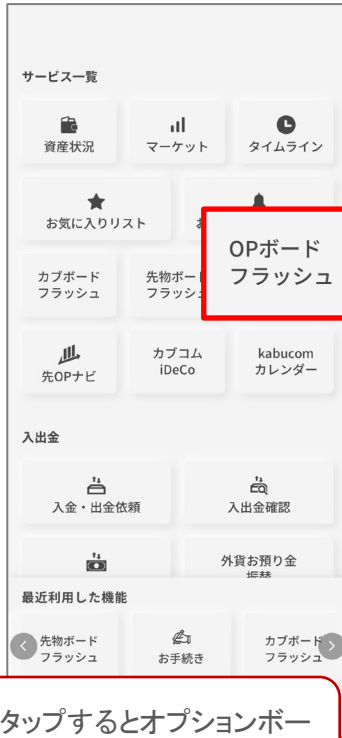 サービス一覧
資産状況
マーケット
タイムライン
お気に入りリスト
OPボード
フラッシュ
カブボード
フラッシュ
先物ボー
フラッシ
先OPナビ
カブコム
iDeCo
kabucom
カレンダー
入出金
入金・出金依頼
入出金確認
外貨お預り金
振替
最近利用した機能
先物ボード
フラッシュ
お手続き
カブボード
フラッシュ
タップするとオプションボー